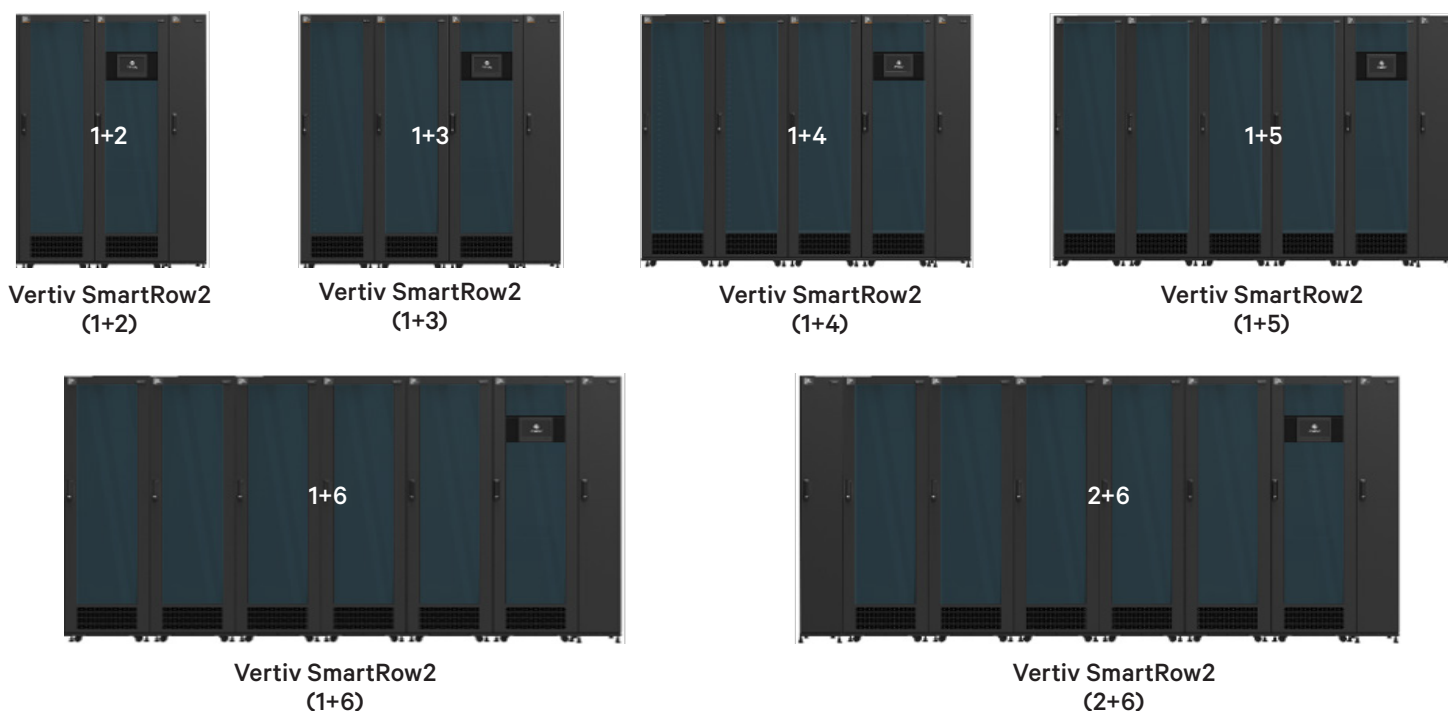 1+2
1+3
1+4
1+5
Vertiv SmartRow2
(1+2)
Vertiv SmartRow2
(1+3)
Vertiv SmartRow2
(1+4)
Vertiv SmartRow2
(1+5)
1+6
2+6
Vertiv SmartRow2
(1+6)
Vertiv SmartRow2
(2+6)